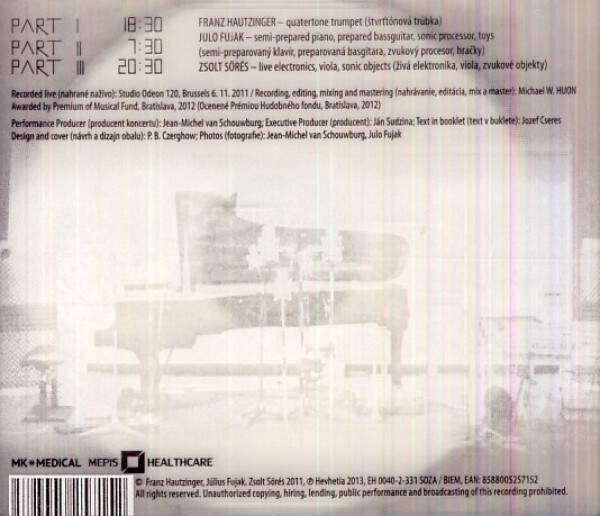 PART I 18:30
PART II 7:30
PART III 20:30
FRANZ HAUTZINGER – quatertone trumpet (štvrťtónová trúbka)
JULO FUJAK – semi-prepared piano, prepared bassguitar, sonic processor, toys
(semi-preparovaný klavír, preparovaná basgitara, zvukový procesor, hračky)
ZSOLT SŐRÉS – live electronics, viola, sonic objects (živá elektronika, viola, zvukové objekty)
Recorded live (nahrané naživo): Studio Odeon 120, Brussels 6. 11. 2011 / Recording, editing, mixing and mastering (nahrávanie, editácia, mix a master): Michael W. HUON
Awarded by Premium of Musical Fund, Bratislava, 2012 (Ocenené Prémiou Hudobného fondu, Bratislava, 2012)
Performance Producer (producent koncertu): Jean-Michel van Schouwburg; Executive Producer (producent): Ján Sudzina; Text in booklet (text v buklete): Jozef Cseres
Design and cover (návrh a dizajn obalu): P. B. Czerghow; Photos (fotografie): Jean-Michel van Schouwburg, Julo Fujak
MK MEDICAL MEPIS HEALTHCARE
© Franz Hautzinger, Július Fujak, Zsolt Sőrés 2011, ℗ Hevhetia 2013, EH 0040-2-331 SOZA / BIEM, EAN: 8588005257152
All rights reserved. Unauthorized copying, hiring, lending, public performance and broadcasting of this recording prohibited.